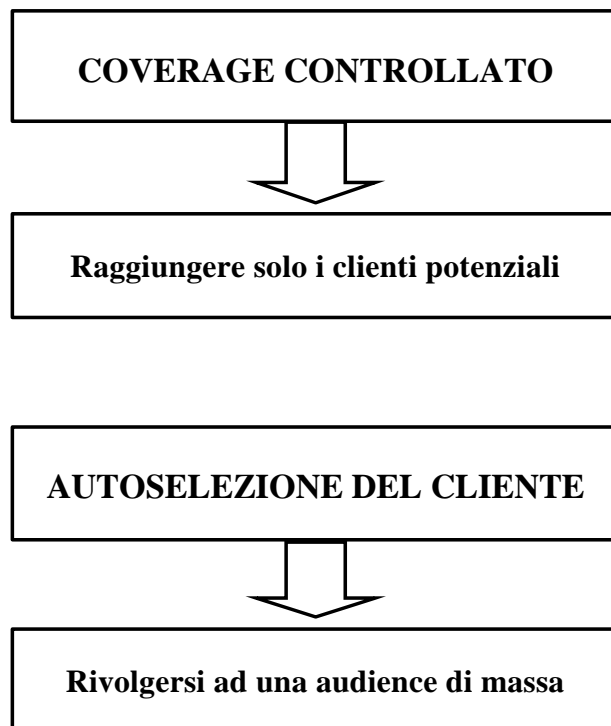 COVERAGE CONTROLLATO
Raggiungere solo i clienti potenziali
AUTOSELEZIONE DEL CLIENTE
Rivolgersi ad una audience di massa